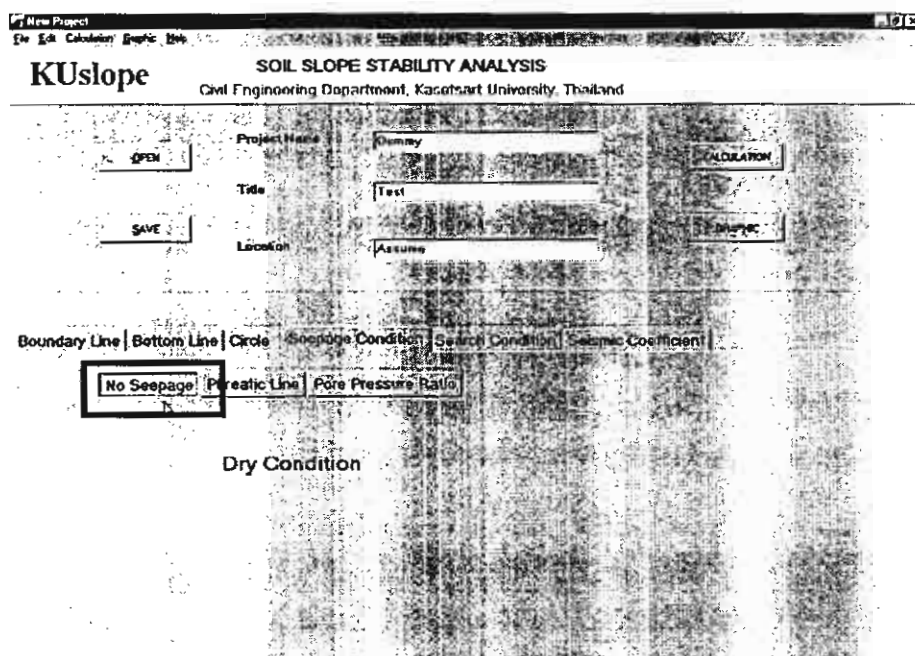 New Project
File Edit Calculation Graphic Help
KUslope
SOIL SLOPE STABILITY ANALYSIS
Civil Engineering Department, Kasetsart University, Thailand
Project Name
Dummy
OPEN
CALCULATION
Title
Test
SAVE
GRAPHIC
Location
Assume
Boundary Line Bottom Line Circle Seepage Condition Search Condition Seismic Coefficient
No Seepage Phreatic Line Pore Pressure Ratio
Dry Condition